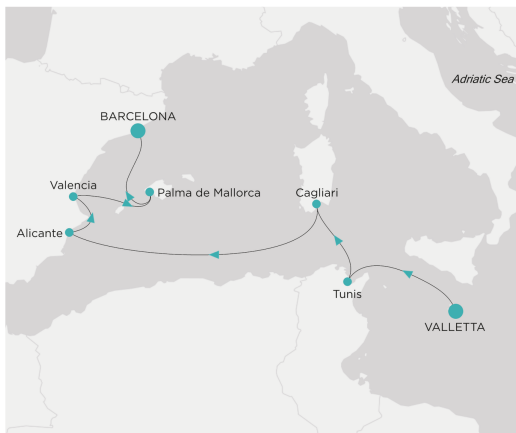 Adriatic Sea
BARCELONA
Valencia
Palma de Mallorca
Cagliari
Alicante
Tunis
VALLETTA